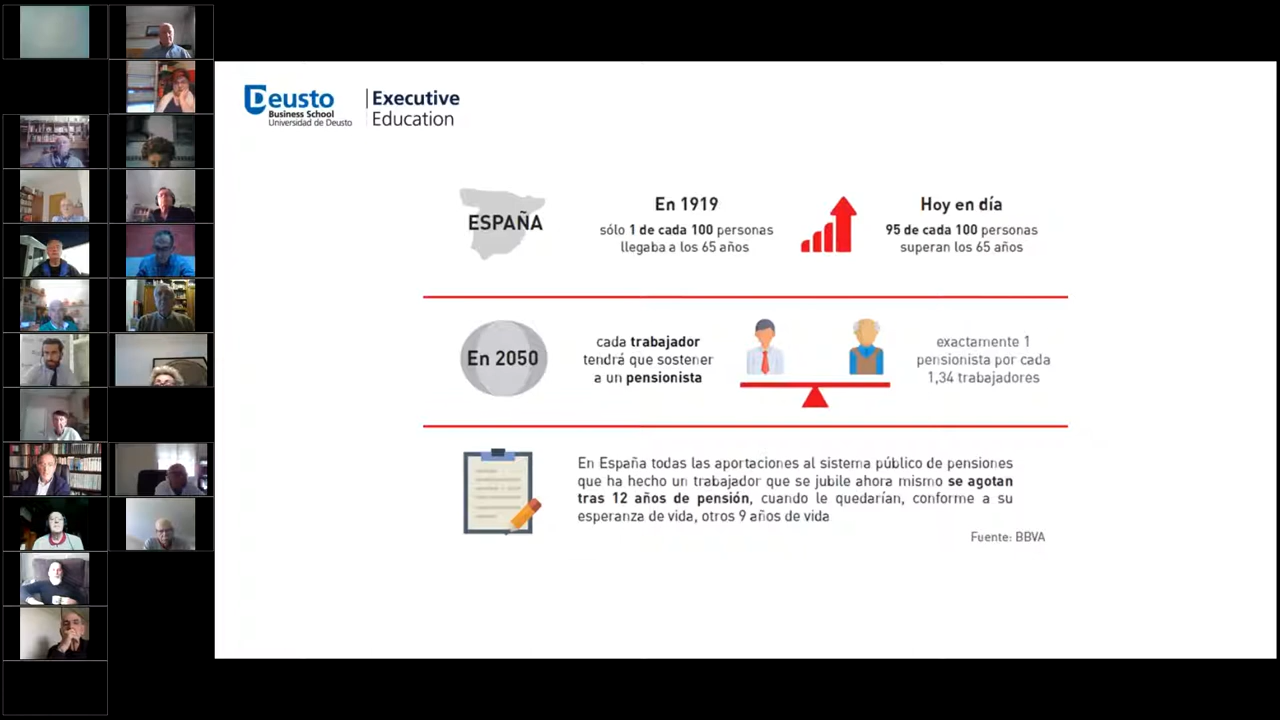 Deusto
Business School
Universidad de Deusto
Executive
Education
ESPAÑA
En 1919
sólo 1 de cada 100 personas
llegaba a los 65 años
Hoy en día
95 de cada 100 personas
superan los 65 años
En 2050
cada trabajador
tendrá que sostener
a un pensionista
exactamente 1
pensionista por cada
1,34 trabajadores
En España todas las aportaciones al sistema público de pensiones
que ha hecho un trabajador que se jubile ahora mismo se agotan
tras 12 años de pensión, cuando le quedarían, conforme a su
esperanza de vida, otros 9 años de vida
Fuente: BBVA